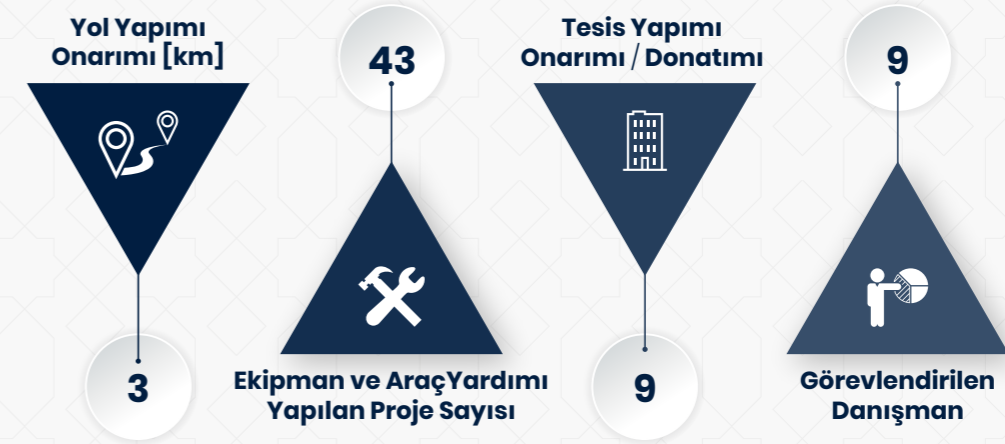 Yol Yapımı
Onarımı [km]
3
43
Ekipman ve AraçYardımı
Yapılan Proje Sayısı
Tesis Yapımı
Onarımı / Donatımı
9
9
Görevlendirilen
Danışman